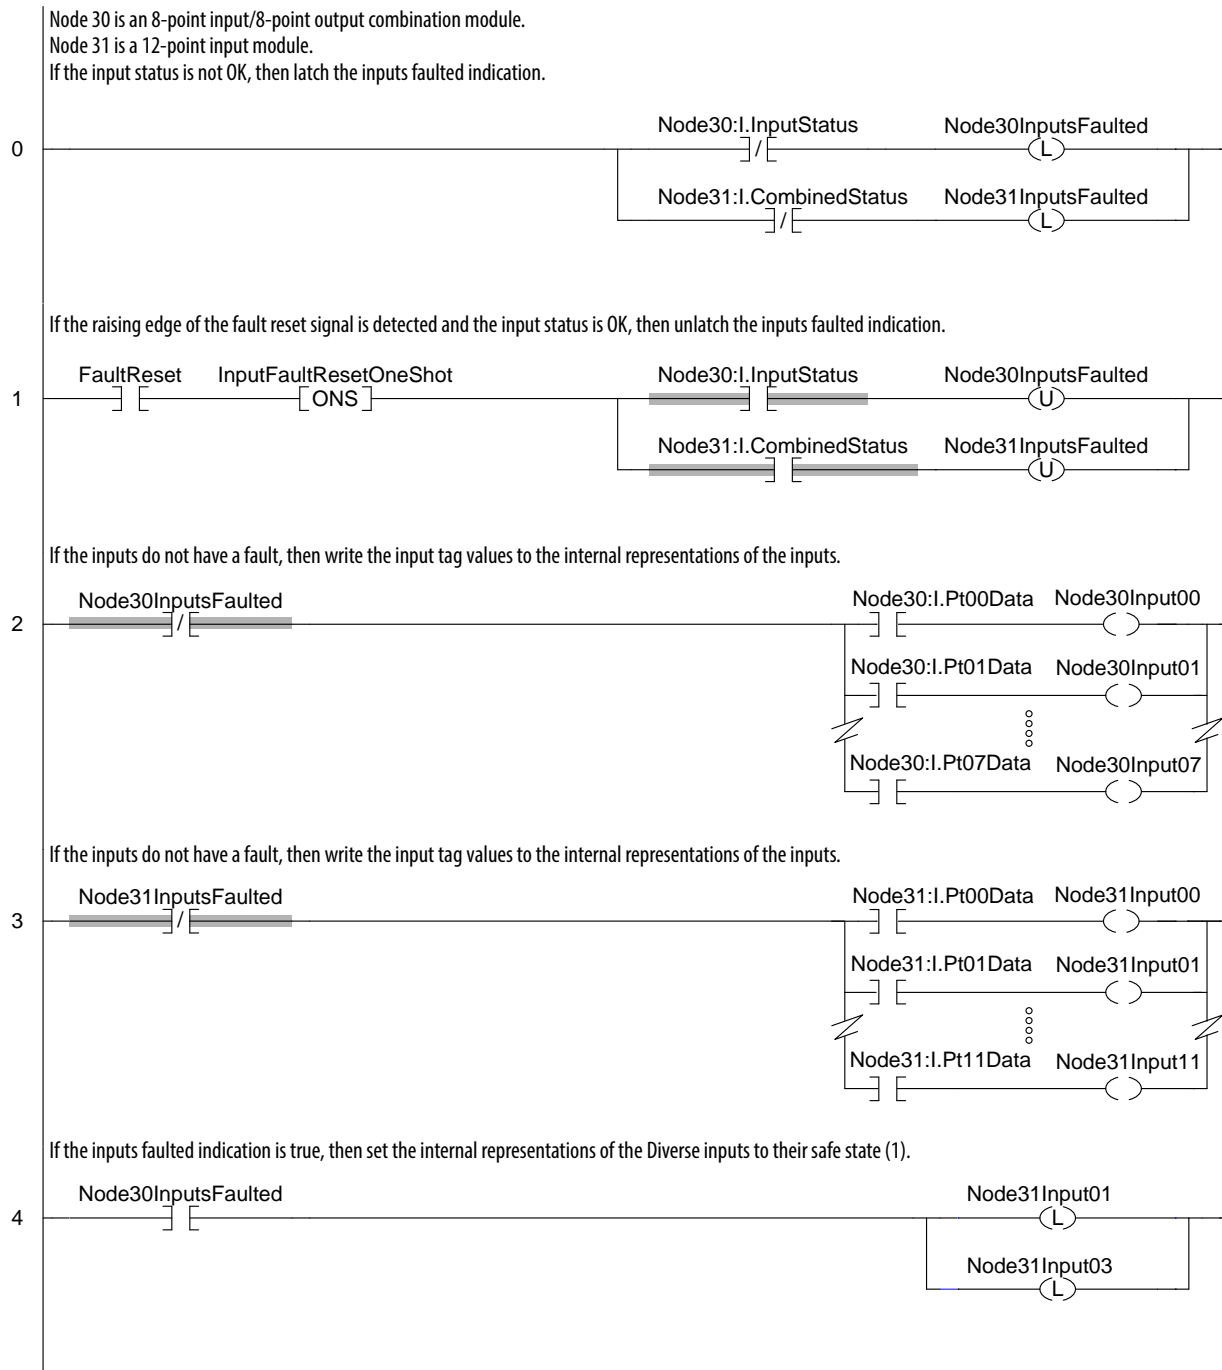 Node 30 is an 8-point input/8-point output combination module.
Node 31 is a 12-point input module.
If the input status is not OK, then latch the inputs faulted indication.
Node30:I.InputStatus Node30InputsFaulted
0 / L
Node31:I.CombinedStatus Node31InputsFaulted
/ L
If the raising edge of the fault reset signal is detected and the input status is OK, then unlatch the inputs faulted indication.
FaultReset InputFaultResetOneShot Node30:I.InputStatus Node30InputsFaulted
1 ONS U
Node31:I.CombinedStatus Node31InputsFaulted
U
If the inputs do not have a fault, then write the input tag values to the internal representations of the inputs.
Node30InputsFaulted Node30:I.Pt00Data Node30Input00
2 /
Node30:I.Pt01Data Node30Input01
Node30:I.Pt07Data Node30Input07
If the inputs do not have a fault, then write the input tag values to the internal representations of the inputs.
Node31InputsFaulted Node31:I.Pt00Data Node31Input00
3 /
Node31:I.Pt01Data Node31Input01
Node31:I.Pt11Data Node31Input11
If the inputs faulted indication is true, then set the internal representations of the Diverse inputs to their safe state (1).
Node30InputsFaulted Node31Input01
4 L
Node31Input03
L